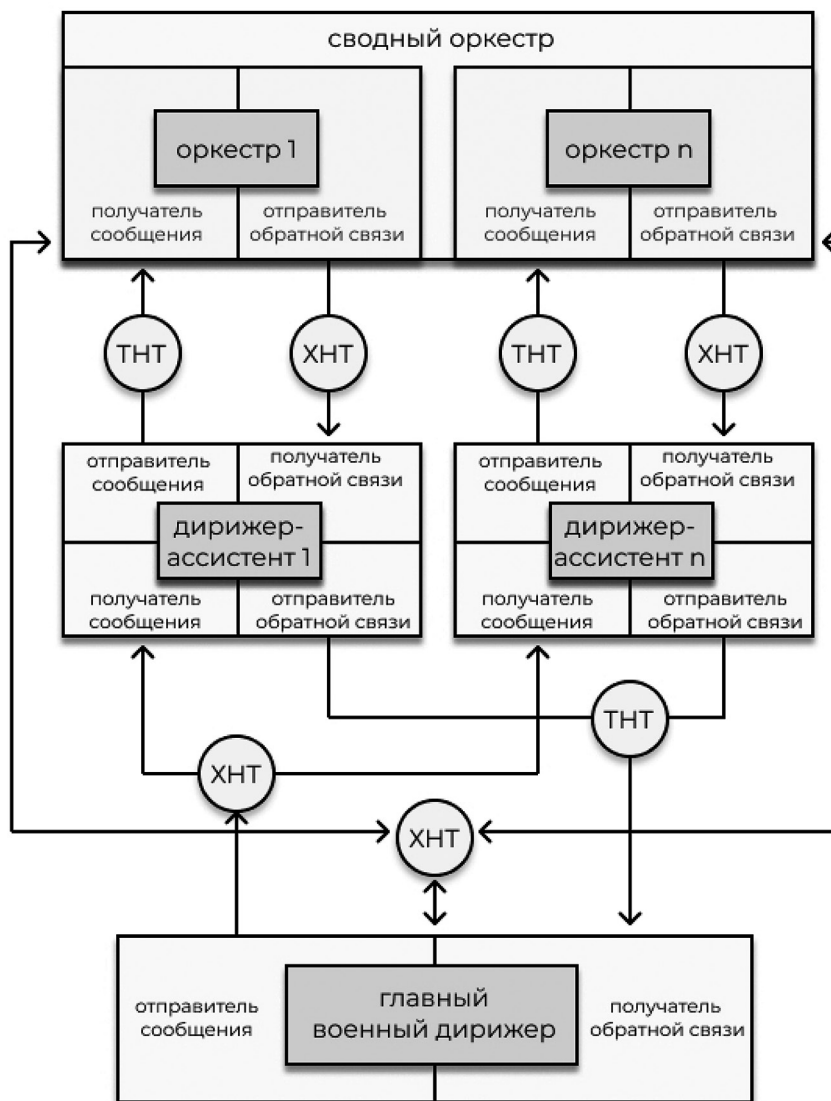 сводный оркестр
оркестр 1
оркестр n
получатель
сообщения
отправитель
обратной связи
получатель
сообщения
отправитель
обратной связи
ТНТ
ХНТ
ТНТ
ХНТ
отправитель
сообщения
получатель
обратной связи
отправитель
сообщения
получатель
обратной связи
дирижер-
ассистент 1
дирижер-
ассистент n
получатель
сообщения
отправитель
обратной связи
получатель
сообщения
отправитель
обратной связи
ТНТ
ХНТ
ХНТ
отправитель
сообщения
главный
военный дирижер
получатель
обратной связи